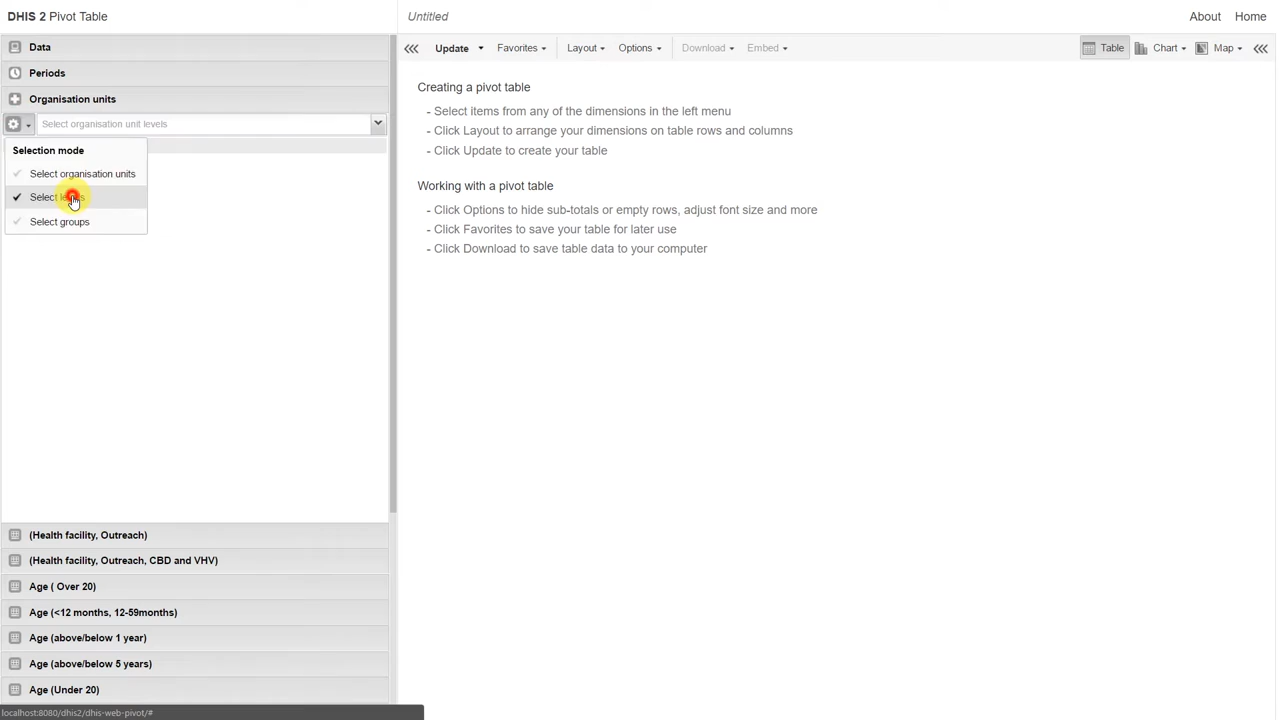 DHIS 2 Pivot Table
Untitled
About
Home
Data
Update
Favorites
Layout
Options
Download
Embed
Table
Chart
Map
Periods
Organisation units
Select organisation unit levels
Selection mode
Select organisation units
Select
Select groups
Creating a pivot table
- Select items from any of the dimensions in the left menu
- Click Layout to arrange your dimensions on table rows and columns
- Click Update to create your table
Working with a pivot table
- Click Options to hide sub-totals or empty rows, adjust font size and more
- Click Favorites to save your table for later use
- Click Download to save table data to your computer
(Health facility, Outreach)
(Health facility, Outreach, CBD and VHV)
Age ( Over 20)
Age (<12 months, 12-59months)
Age (above/below 1 year)
Age (above/below 5 years)
Age (Under 20)
localhost:8080/dhis2/dhis-web-pivot/#